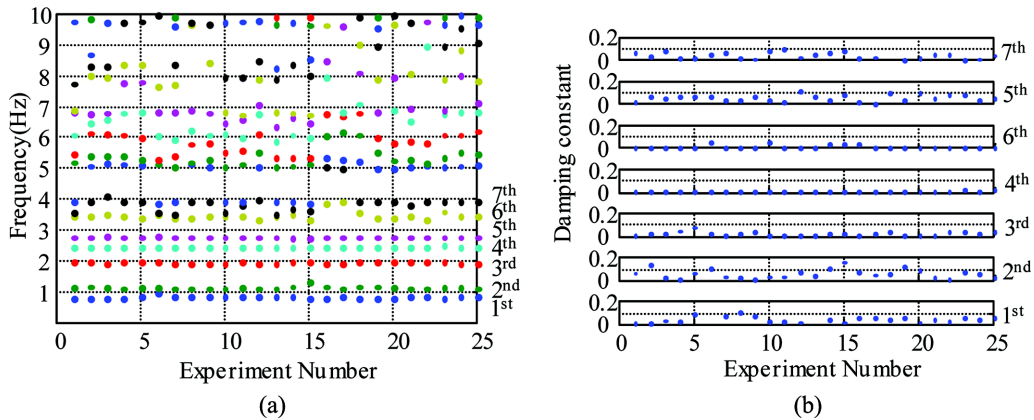 10
9
8
7
6
5
4
3
2
1
Frequency(Hz)
7th
6th
5th
4th
3rd
2nd
1st
0 5 10 15 20 25
Experiment Number
(a)
Damping constant
0.2
0
7th
0.2
0
5th
0.2
0
6th
0.2
0
4th
0.2
0
3rd
0.2
0
2nd
0.2
0
1st
0 5 10 15 20 25
Experiment Number
(b)